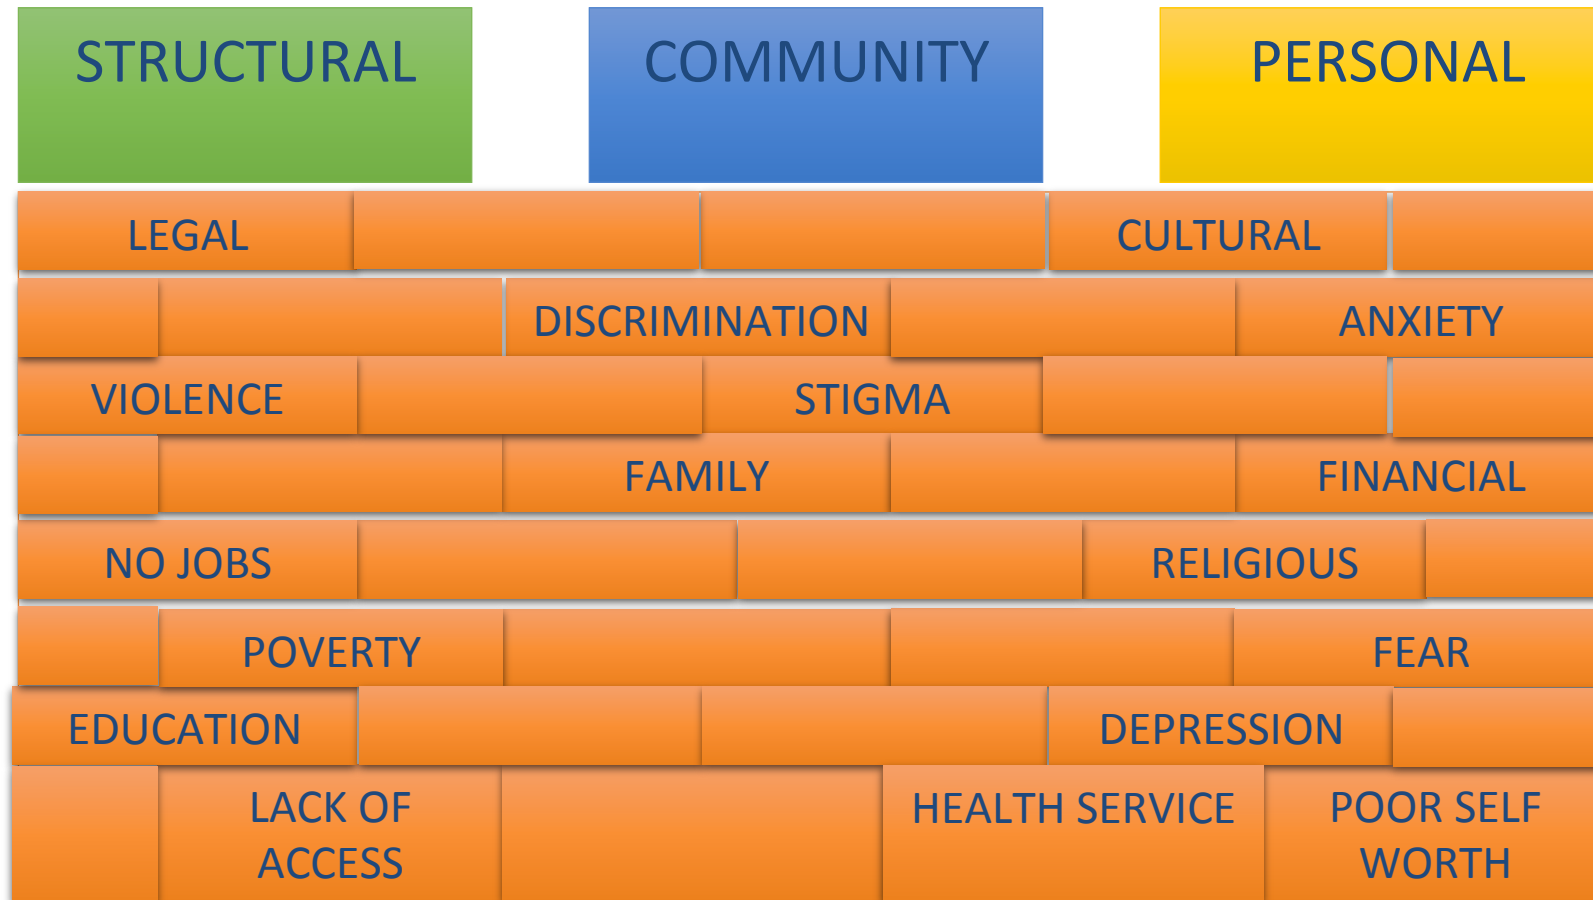 STRUCTURAL
COMMUNITY
PERSONAL
LEGAL
CULTURAL
DISCRIMINATION
ANXIETY
VIOLENCE
STIGMA
FAMILY
FINANCIAL
NO JOBS
RELIGIOUS
POVERTY
FEAR
EDUCATION
DEPRESSION
LACK OF
ACCESS
HEALTH SERVICE
POOR SELF
WORTH